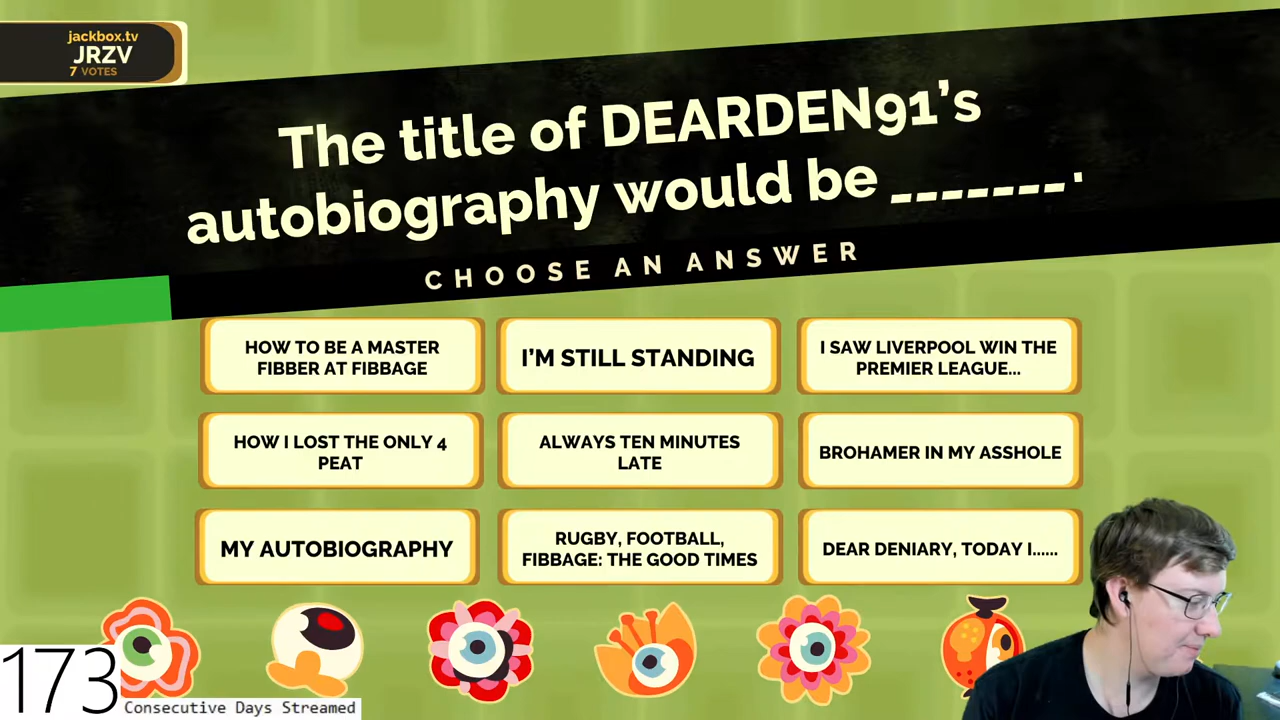 jackbox.tv
JRZV
7 VOTES
The title of DEARDEN91's
autobiography would be _______.
CHOOSE AN ANSWER
HOW TO BE A MASTER
FIBBER AT FIBBAGE
I'M STILL STANDING
I SAW LIVERPOOL WIN THE
PREMIER LEAGUE...
HOW I LOST THE ONLY 4
PEAT
ALWAYS TEN MINUTES
LATE
BROHAMER IN MY ASSHOLE
MY AUTOBIOGRAPHY
RUGBY, FOOTBALL,
FIBBAGE: THE GOOD TIMES
DEAR DENIARY, TODAY I......
173
Consecutive Days Streamed